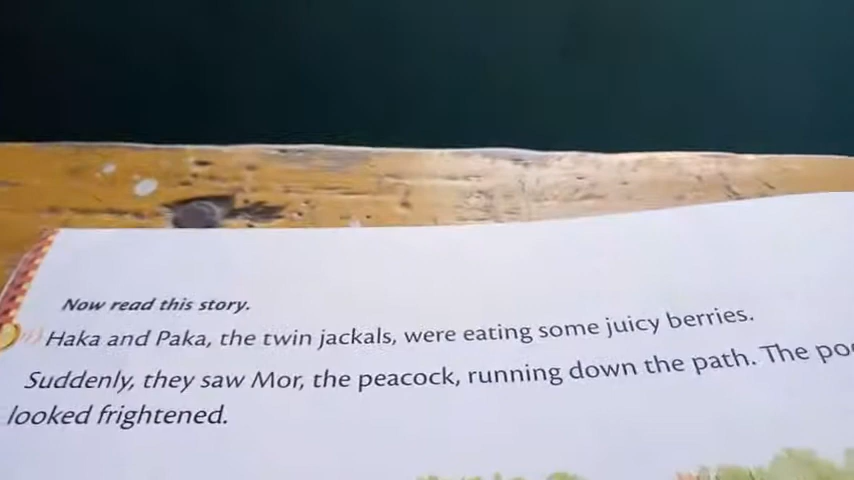 Now read this story.
Haka and Paka, the twin jackals, were eating some juicy berries.
Suddenly, they saw Mor, the peacock, running down the path. The
looked frightened.